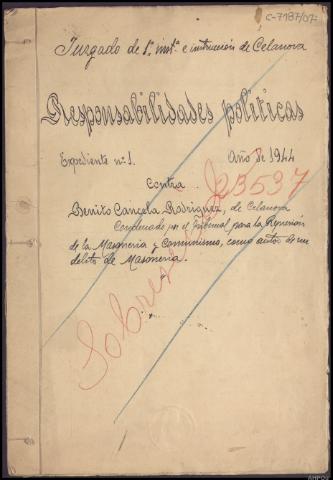 C-7187/07
Juzgado de 1ª instª e instrucción de Celanova
Responsabilidades políticas
Expediente nº 1. Año de 1944
Contra
23537
Benito Cancela Rodriguez, de Celanova
Condenado por el Tribunal para la Represión
de la Masonería y Comunismo, como autor de un
delito de Masonería.
AHPOU